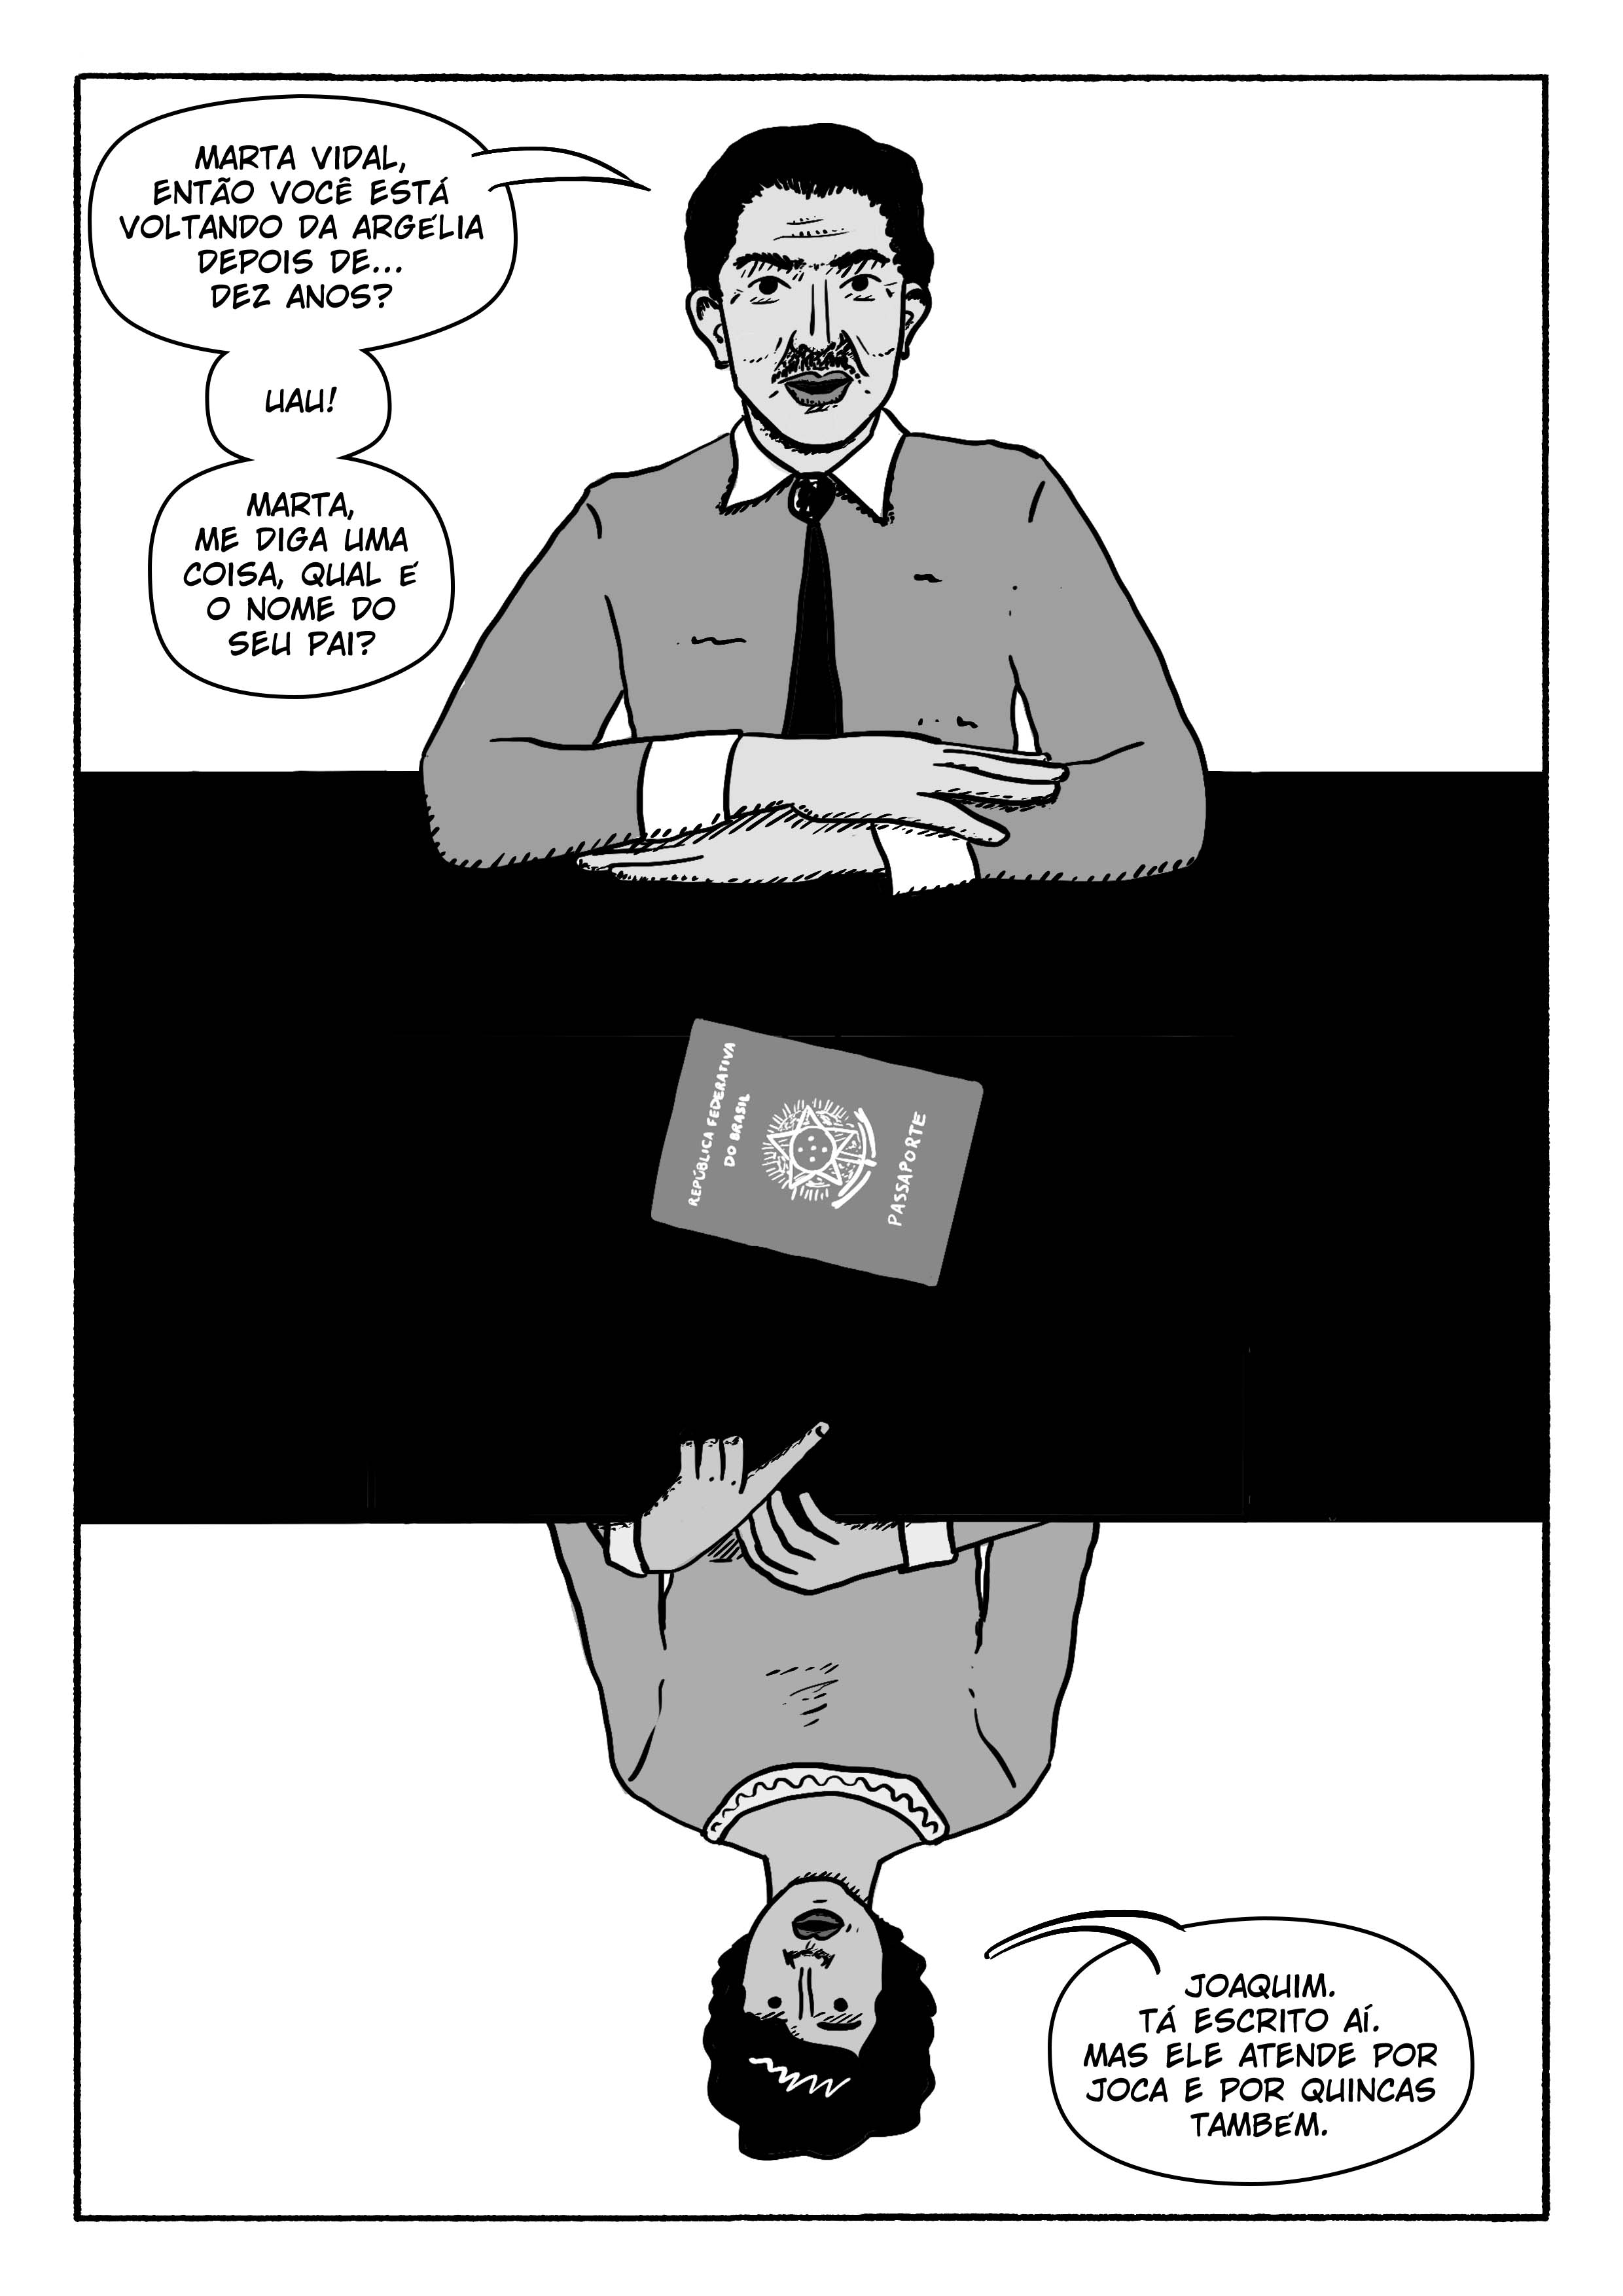 MARTA VIDAL,
ENTÃO VOCÊ ESTÁ
VOLTANDO DA ARGÉLIA
DEPOIS DE...
DEZ ANOS?
UAU!
MARTA,
ME DIGA UMA
COISA, QUAL É
O NOME DO
SEU PAI?
REPÚBLICA FEDERATIVA
DO BRASIL
PASSAPORTE
JOAQUIM.
TÁ ESCRITO AÍ.
MAS ELE ATENDE POR
JOCA E POR QUINCAS
TAMBÉM.